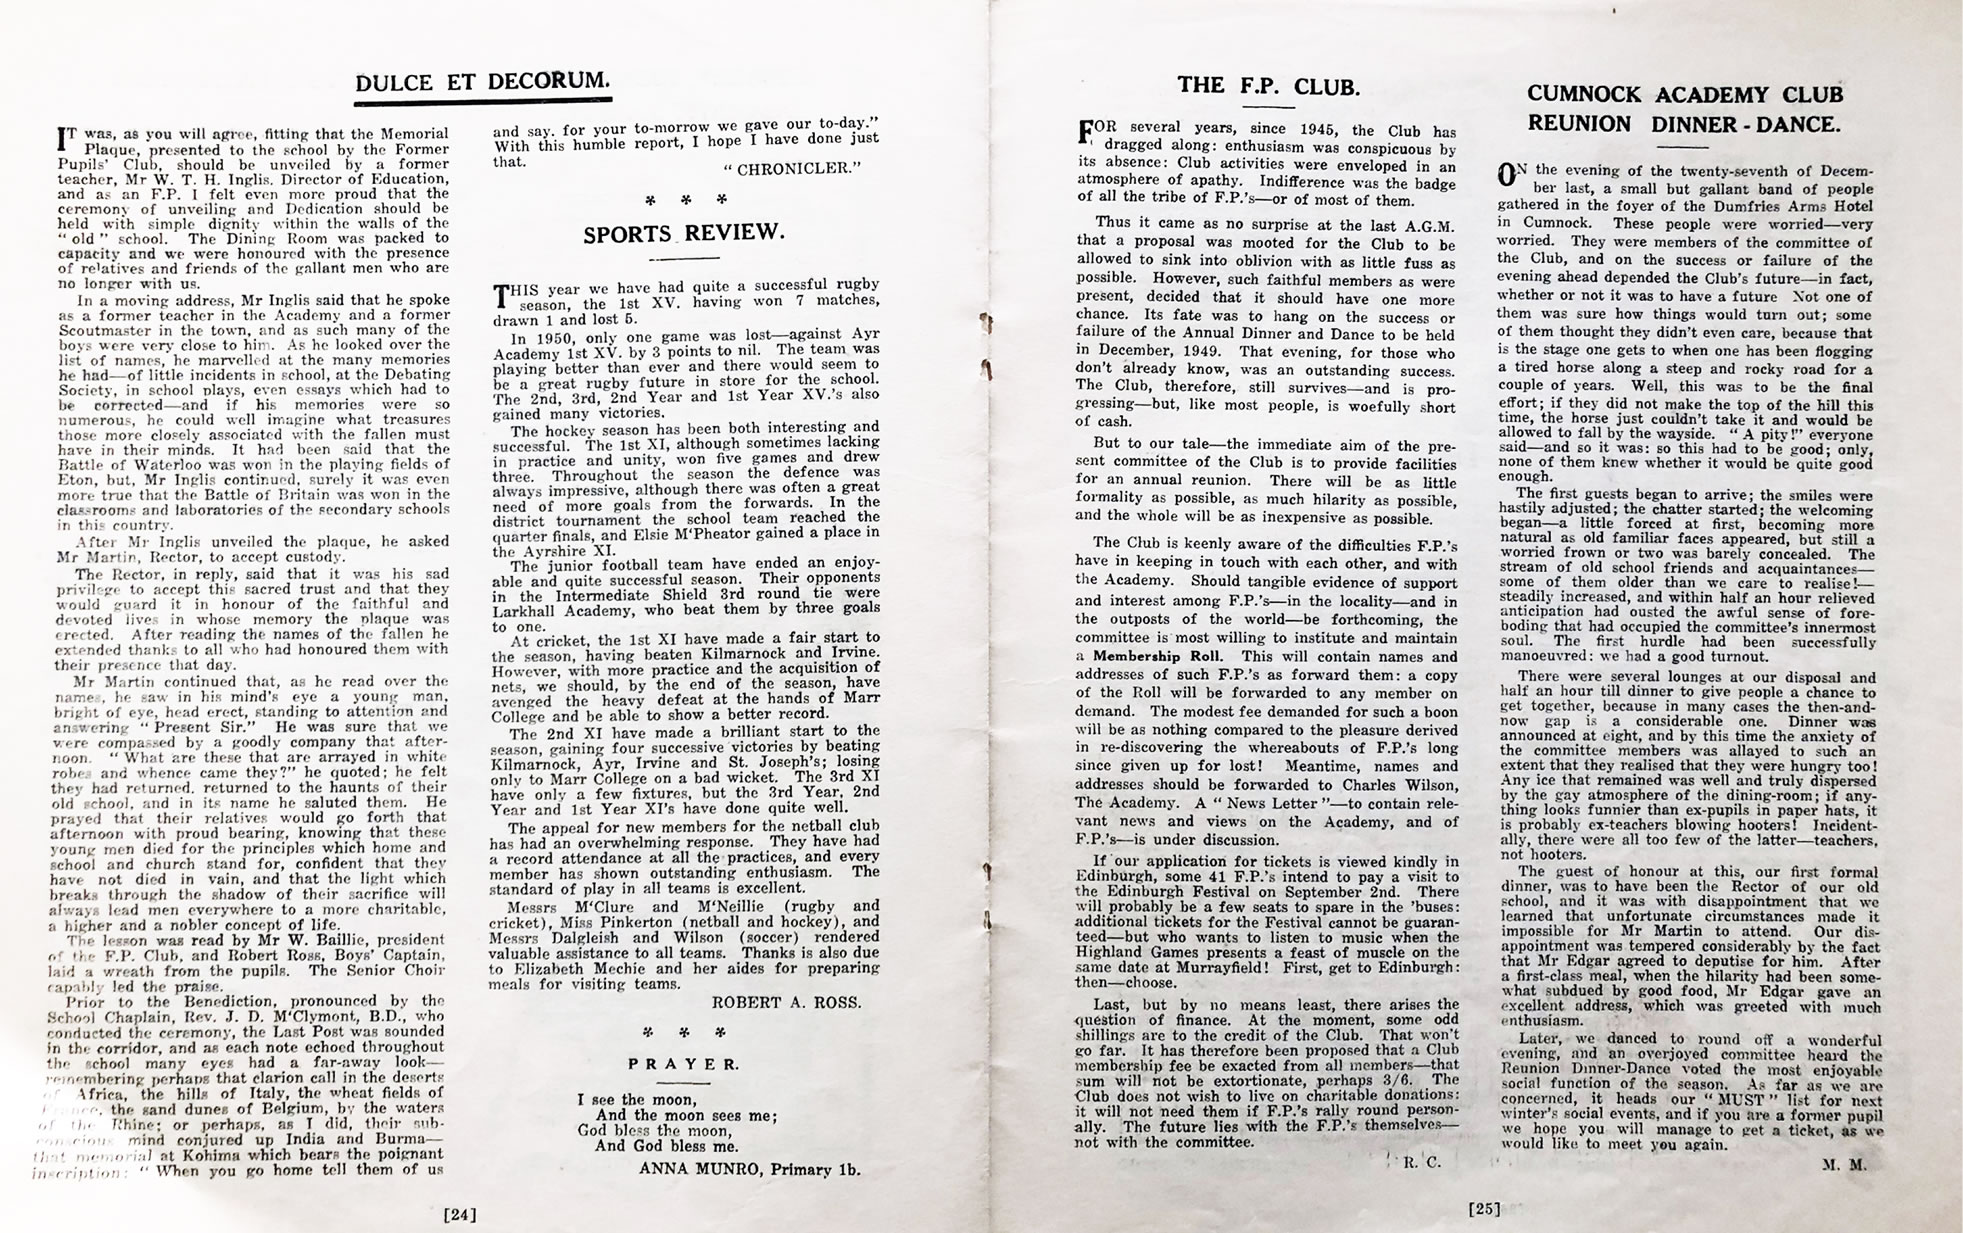 DULCE ET DECORUM.
IT was, as you will agree, fitting that the Memorial
Plaque, presented to the school by the Former
Pupils' Club, should be unveiled by a former
teacher, Mr W. T. H. Inglis, Director of Education,
and as an F.P. I felt even more proud that the
ceremony of unveiling and Dedication should be
held with simple dignity within the walls of the
"old" school. The Dining Room was packed to
capacity and we were honoured with the presence
of relatives and friends of the gallant men who are
no longer with us.
In a moving address, Mr Inglis said that he spoke
as a former teacher in the Academy and a former
Scoutmaster in the town, and as such many of the
boys were very close to him. As he looked over the
list of names, he marvelled at the many memories
he had—of little incidents in school, at the Debating
Society, in school plays, even essays which had to
be corrected—and if his memories were so
numerous, he could well imagine what treasures
those more closely associated with the fallen must
have in their minds. It had been said that the
Battle of Waterloo was won in the playing fields of
Eton, but, Mr Inglis continued, surely it was even
more true that the Battle of Britain was won in the
classrooms and laboratories of the secondary schools
in this country.
After Mr Inglis unveiled the plaque, he asked
Mr Martin, Rector, to accept custody.
The Rector, in reply, said that it was his sad
privilege to accept this sacred trust and that they
would guard it in honour of the faithful and
devoted lives in whose memory the plaque was
erected. After reading the names of the fallen he
extended thanks to all who had honoured them with
their presence that day.
Mr Martin continued that, as he read over the
names, he saw in his mind's eye a young man,
bright of eye, head erect, standing to attention and
answering "Present Sir." He was sure that we
were compassed by a goodly company that after-
noon. "What are these that are arrayed in white
robes and whence came they?" he quoted; he felt
they had returned, returned to the haunts of their
old school, and in its name he saluted them. He
prayed that their relatives would go forth that
afternoon with proud bearing, knowing that these
young men died for the principles which home and
school and church stand for, confident that they
have not died in vain, and that the light which
breaks through the shadow of their sacrifice will
always lead men everywhere to a more charitable,
a higher and a nobler concept of life.
The lesson was read by Mr W. Baillie, president
of the F.P. Club, and Robert Ross, Boys' Captain,
laid a wreath from the pupils. The Senior Choir
capably led the praise.
Prior to the Benediction, pronounced by the
School Chaplain, Rev. J. D. M'Clymont, B.D., who
conducted the ceremony, the Last Post was sounded
in the corridor, and as each note echoed throughout
the school many eyes had a far-away look—
remembering perhaps that clarion call in the deserts
of Africa, the hills of Italy, the wheat fields of
France, the sand dunes of Belgium, by the waters
of the Rhine; or perhaps, as I did, their sub-
conscious mind conjured up India and Burma—
that memorial at Kohima which bears the poignant
inscription: "When you go home tell them of us
and say. for your to-morrow we gave our to-day."
With this humble report, I hope I have done just
that.
"CHRONICLER."
* * *
SPORTS REVIEW.
THIS year we have had quite a successful rugby
season, the 1st XV. having won 7 matches,
drawn 1 and lost 5.
In 1950, only one game was lost—against Ayr
Academy 1st XV. by 3 points to nil. The team was
playing better than ever and there would seem to
be a great rugby future in store for the school.
The 2nd, 3rd, 2nd Year and 1st Year XV.'s also
gained many victories.
The hockey season has been both interesting and
successful. The 1st XI, although sometimes lacking
in practice and unity, won five games and drew
three. Throughout the season the defence was
always impressive, although there was often a great
need of more goals from the forwards. In the
district tournament the school team reached the
quarter finals, and Elsie M'Pheator gained a place in
the Ayrshire XI.
The junior football team have ended an enjoy-
able and quite successful season. Their opponents
in the Intermediate Shield 3rd round tie were
Larkhall Academy, who beat them by three goals
to one.
At cricket, the 1st XI have made a fair start to
the season, having beaten Kilmarnock and Irvine.
However, with more practice and the acquisition of
nets, we should, by the end of the season, have
avenged the heavy defeat at the hands of Marr
College and be able to show a better record.
The 2nd XI have made a brilliant start to the
season, gaining four successive victories by beating
Kilmarnock, Ayr, Irvine and St. Joseph's; losing
only to Marr College on a bad wicket. The 3rd XI
have only a few fixtures, but the 3rd Year, 2nd
Year and 1st Year XI's have done quite well.
The appeal for new members for the netball club
has had an overwhelming response. They have had
a record attendance at all the practices, and every
member has shown outstanding enthusiasm. The
standard of play in all teams is excellent.
Messrs M'Clure and M'Neillie (rugby and
cricket), Miss Pinkerton (netball and hockey), and
Messrs Dalgleish and Wilson (soccer) rendered
valuable assistance to all teams. Thanks is also due
to Elizabeth Mechie and her aides for preparing
meals for visiting teams.
ROBERT A. ROSS.
* * *
PRAYER.
I see the moon,
And the moon sees me;
God bless the moon,
And God bless me.
ANNA MUNRO, Primary 1b.
[24]
THE F.P. CLUB.
FOR several years, since 1945, the Club has
dragged along: enthusiasm was conspicuous by
its absence: Club activities were enveloped in an
atmosphere of apathy. Indifference was the badge
of all the tribe of F.P.'s—or of most of them.
Thus it came as no surprise at the last A.G.M.
that a proposal was mooted for the Club to be
allowed to sink into oblivion with as little fuss as
possible. However, such faithful members as were
present, decided that it should have one more
chance. Its fate was to hang on the success or
failure of the Annual Dinner and Dance to be held
in December, 1949. That evening, for those who
don't already know, was an outstanding success.
The Club, therefore, still survives—and is pro-
gressing—but, like most people, is woefully short
of cash.
But to our tale—the immediate aim of the pre-
sent committee of the Club is to provide facilities
for an annual reunion. There will be as little
formality as possible, as much hilarity as possible,
and the whole will be as inexpensive as possible.
The Club is keenly aware of the difficulties F.P.'s
have in keeping in touch with each other, and with
the Academy. Should tangible evidence of support
and interest among F.P.'s—in the locality—and in
the outposts of the world—be forthcoming, the
committee is most willing to institute and maintain
a Membership Roll. This will contain names and
addresses of such F.P.'s as forward them: a copy
of the Roll will be forwarded to any member on
demand. The modest fee demanded for such a boon
will be as nothing compared to the pleasure derived
in re-discovering the whereabouts of F.P.'s long
since given up for lost! Meantime, names and
addresses should be forwarded to Charles Wilson,
The Academy. A "News Letter"—to contain rele-
vant news and views on the Academy, and of
F.P.'s—is under discussion.
If our application for tickets is viewed kindly in
Edinburgh, some 41 F.P.'s intend to pay a visit to
the Edinburgh Festival on September 2nd. There
will probably be a few seats to spare in the 'buses:
additional tickets for the Festival cannot be guaran-
teed—but who wants to listen to music when the
Highland Games presents a feast of muscle on the
same date at Murrayfield! First, get to Edinburgh:
then—choose.
Last, but by no means least, there arises the
question of finance. At the moment, some odd
shillings are to the credit of the Club. That won't
go far. It has therefore been proposed that a Club
membership fee be exacted from all members—that
sum will not be extortionate, perhaps 3/6. The
Club does not wish to live on charitable donations:
it will not need them if F.P.'s rally round person-
ally. The future lies with the F.P.'s themselves—
not with the committee.
R. C.
CUMNOCK ACADEMY CLUB
REUNION DINNER-DANCE.
ON the evening of the twenty-seventh of Decem-
ber last, a small but gallant band of people
gathered in the foyer of the Dumfries Arms Hotel
in Cumnock. These people were worried—very
worried. They were members of the committee of
the Club, and on the success or failure of the
evening ahead depended the Club's future—in fact,
whether or not it was to have a future Not one of
them was sure how things would turn out; some
of them thought they didn't even care, because that
is the stage one gets to when one has been flogging
a tired horse along a steep and rocky road for a
couple of years. Well, this was to be the final
effort; if they did not make the top of the hill this
time, the horse just couldn't take it and would be
allowed to fall by the wayside. "A pity!" everyone
said—and so it was: so this had to be good; only,
none of them knew whether it would be quite good
enough.
The first guests began to arrive; the smiles were
hastily adjusted; the chatter started; the welcoming
began—a little forced at first, becoming more
natural as old familiar faces appeared, but still a
worried frown or two was barely concealed. The
stream of old school friends and acquaintances—
some of them older than we care to realise!—
steadily increased, and within half an hour relieved
anticipation had ousted the awful sense of fore-
boding that had occupied the committee's innermost
soul. The first hurdle had been successfully
manoeuvred: we had a good turnout.
There were several lounges at our disposal and
half an hour till dinner to give people a chance to
get together, because in many cases the then-and-
now gap is a considerable one. Dinner was
announced at eight, and by this time the anxiety of
the committee members was allayed to such an
extent that they realised that they were hungry too!
Any ice that remained was well and truly dispersed
by the gay atmosphere of the dining-room; if any-
thing looks funnier than ex-pupils in paper hats, it
is probably ex-teachers blowing hooters! Incident-
ally, there were all too few of the latter—teachers,
not hooters.
The guest of honour at this, our first formal
dinner, was to have been the Rector of our old
school, and it was with disappointment that we
learned that unfortunate circumstances made it
impossible for Mr Martin to attend. Our dis-
appointment was tempered considerably by the fact
that Mr Edgar agreed to deputise for him. After
a first-class meal, when the hilarity had been some-
what subdued by good food, Mr Edgar gave an
excellent address, which was greeted with much
enthusiasm.
Later, we danced to round off a wonderful
evening, and an overjoyed committee heard the
Reunion Dinner-Dance voted the most enjoyable
social function of the season. As far as we are
concerned, it heads our "MUST" list for next
winter's social events, and if you are a former pupil
we hope you will manage to get a ticket, as we
would like to meet you again.
M. M.
[25]